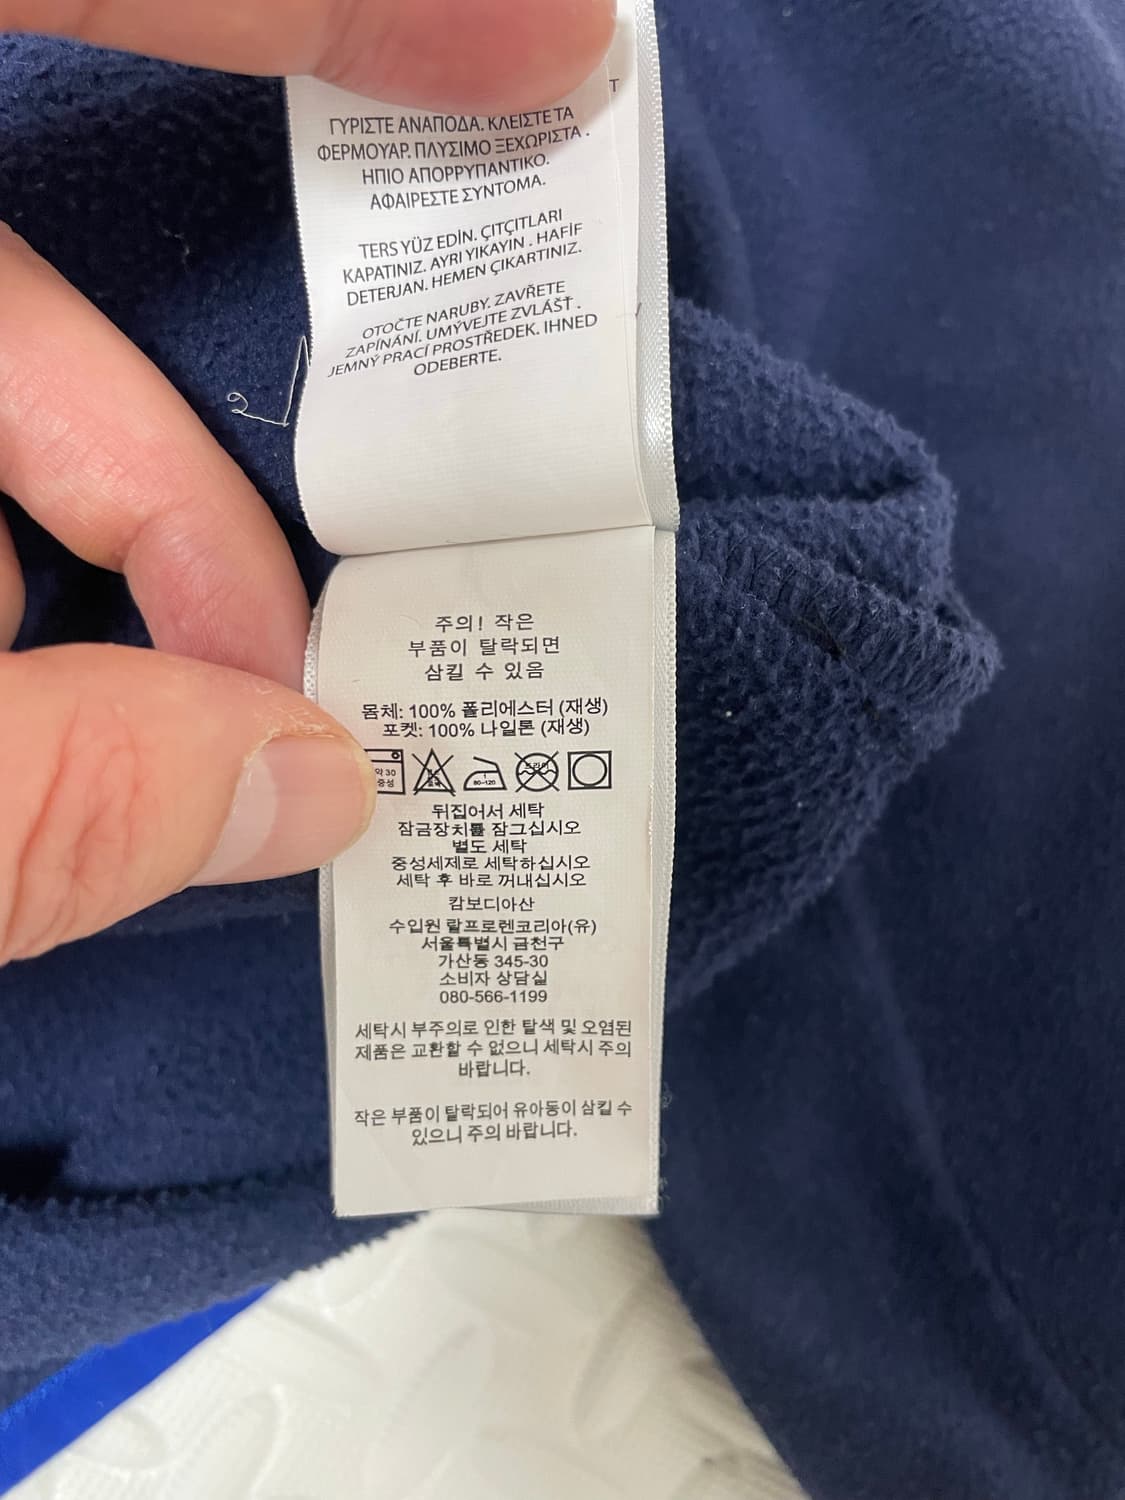 T
ΓΥΡΙΣΤΕ ΑΝΑΠΟΔΑ. ΚΛΕΙΣΤΕ ΤΑ
ΦΕΡΜΟΥΑΡ. ΠΛΥΣΙΜΟ ΞΕΧΩΡΙΣΤΑ .
ΗΠΙΟ ΑΠΟΡΡΥΠΑΝΤΙΚΟ.
ΑΦΑΙΡΕΣΤΕ ΣΥΝΤΟΜΑ.
TERS YÜZ EDİN. ÇITÇITLARI
KAPATINIZ. AYRI YIKAYIN . HAFİF
DETERJAN. HEMEN ÇIKARTINIZ.
OTOČTE NARUBY. ZAVŘETE
ZAPÍNÁNÍ. UMÝVEJTE ZVLÁŠŤ .
JEMNÝ PRACÍ PROSTŘEDEK. IHNED
ODEBERTE.
주의! 작은
부품이 탈락되면
삼킬 수 있음
몸체: 100% 폴리에스터 (재생)
포켓: 100% 나일론 (재생)
약 30
중성
1
80~120
드라이
뒤집어서 세탁
잠금장치를 잠그십시오
별도 세탁
중성세제로 세탁하십시오
세탁 후 바로 꺼내십시오
캄보디아산
수입원 랄프로렌코리아(유)
서울특별시 금천구
가산동 345-30
소비자 상담실
080-566-1199
세탁시 부주의로 인한 탈색 및 오염된
제품은 교환할 수 없으니 세탁시 주의
바랍니다.
작은 부품이 탈락되어 유아동이 삼킬 수
있으니 주의 바랍니다.